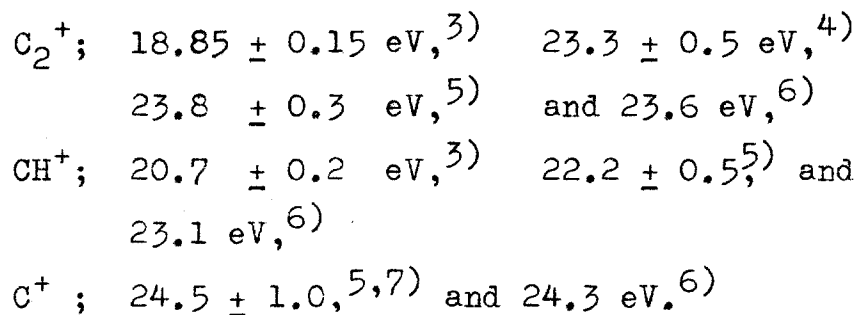 C₂⁺; 18.85 ± 0.15 eV,³⁾ 23.3 ± 0.5 eV,⁴⁾
23.8 ± 0.3 eV,⁵⁾ and 23.6 eV,⁶⁾
CH⁺; 20.7 ± 0.2 eV,³⁾ 22.2 ± 0.5,⁵⁾ and
23.1 eV,⁶⁾
C⁺ ; 24.5 ± 1.0,⁵,⁷⁾ and 24.3 eV.⁶⁾